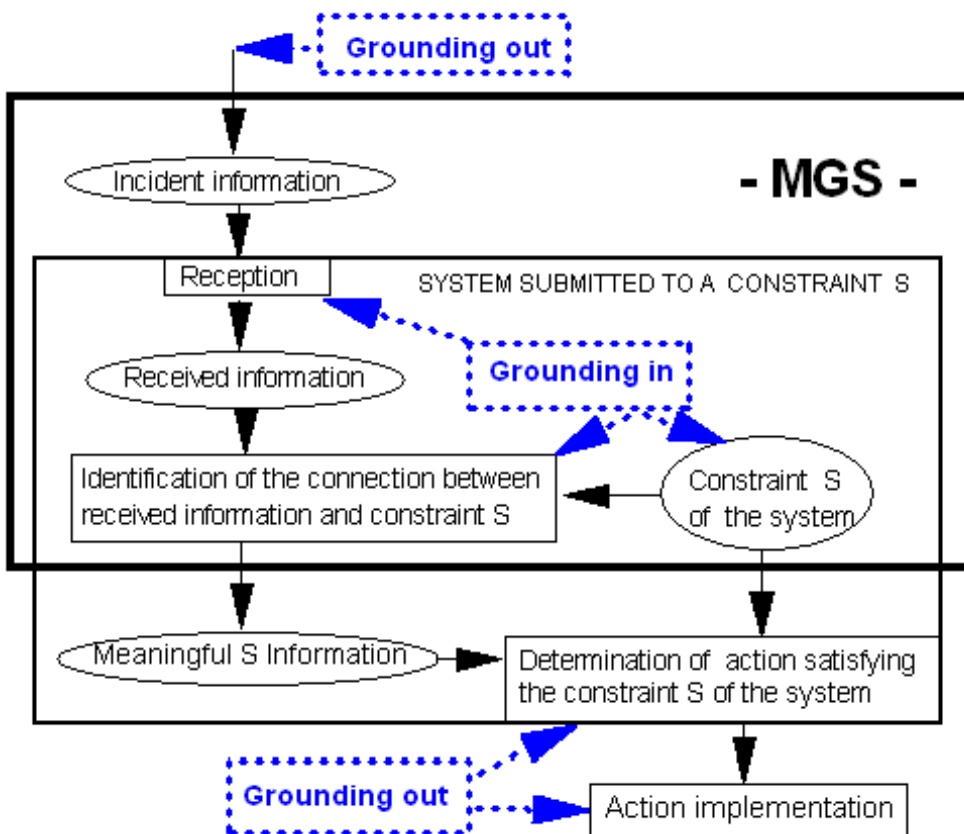 Grounding out
Incident information
- MGS -
Reception
SYSTEM SUBMITTED TO A CONSTRAINT S
Received information
Grounding in
Identification of the connection between
received information and constraint S
Constraint S
of the system
Meaningful S Information
Determination of action satisfying
the constraint S of the system
Grounding out
Action implementation